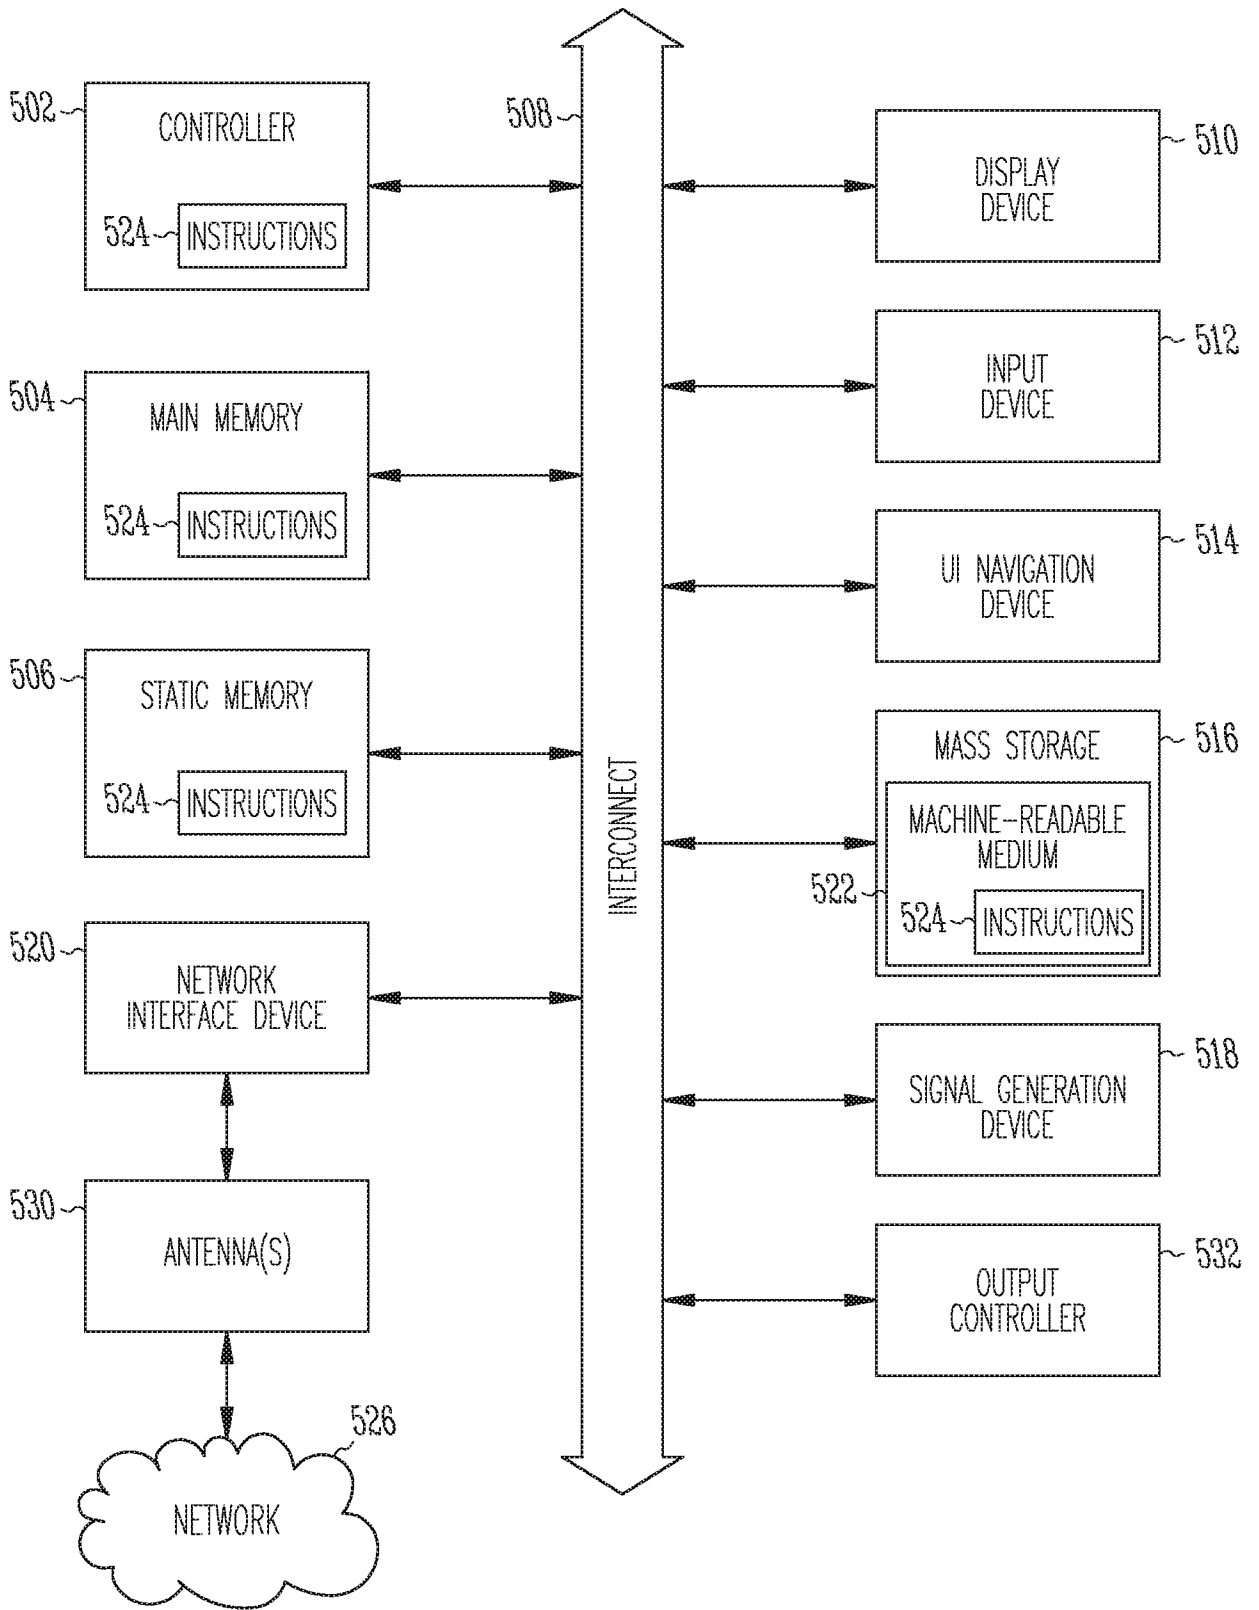 502
CONTROLLER
524
INSTRUCTIONS
504
MAIN MEMORY
524
INSTRUCTIONS
506
STATIC MEMORY
524
INSTRUCTIONS
520
NETWORK
INTERFACE DEVICE
530
ANTENNA(S)
526
NETWORK
508
INTERCONNECT
510
DISPLAY
DEVICE
512
INPUT
DEVICE
514
UI NAVIGATION
DEVICE
516
MASS STORAGE
MACHINE-READABLE
MEDIUM
522
524
INSTRUCTIONS
518
SIGNAL GENERATION
DEVICE
532
OUTPUT
CONTROLLER